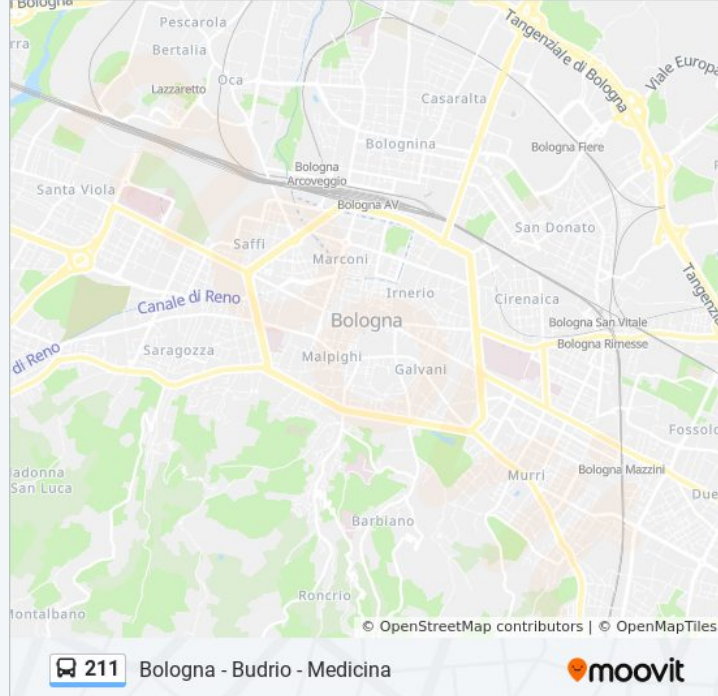 Bologna
Pescarola
Tangenziale di Bologna
Viale Europa
Bertalia
Oca
Lazzaretto
Casaralta
Bolognina
Bologna Fiere
Bologna
Arcoveggio
Santa Viola
Bologna AV
San Donato
Saffi
Marconi
Irnerio
Canale di Reno
Cirenaica
Bologna
Bologna San Vitale
Bologna Rimesse
di Reno
Saragozza
Malpighi
Galvani
Murri
Bologna Mazzini
San Luca
Barbiano
Roncrio
© OpenStreetMap contributors | © OpenMapTiles
211 Bologna - Budrio - Medicina
moovit